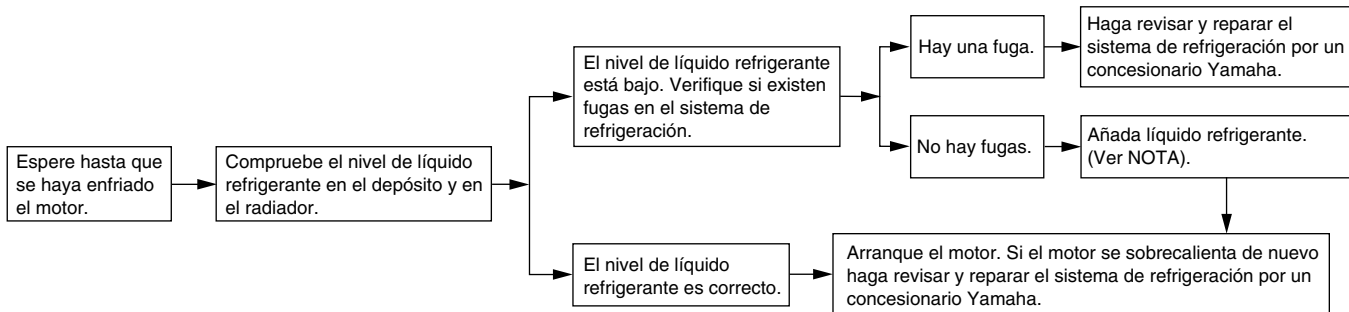 Espere hasta que
se haya enfriado
el motor.
Compruebe el nivel de líquido
refrigerante en el depósito y en
el radiador.
El nivel de líquido refrigerante
está bajo. Verifique si existen
fugas en el sistema de
refrigeración.
Hay una fuga.
Haga revisar y reparar el
sistema de refrigeración por un
concesionario Yamaha.
No hay fugas.
Añada líquido refrigerante.
(Ver NOTA).
El nivel de líquido
refrigerante es correcto.
Arranque el motor. Si el motor se sobrecalienta de nuevo
haga revisar y reparar el sistema de refrigeración por un
concesionario Yamaha.